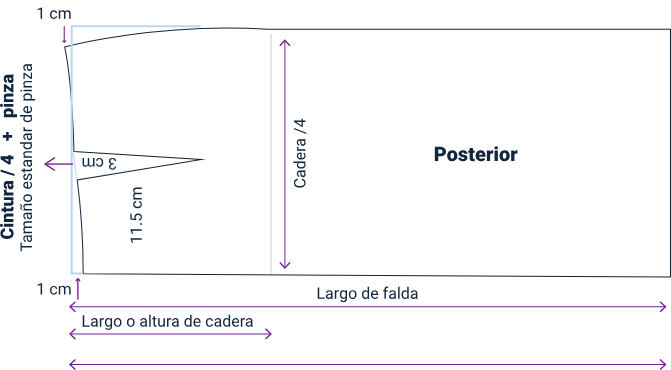 1 cm
Cintura / 4 + pinza
Tamaño estandar de pinza
3 cm
11.5 cm
Cadera /4
Posterior
1 cm
Largo de falda
Largo o altura de cadera